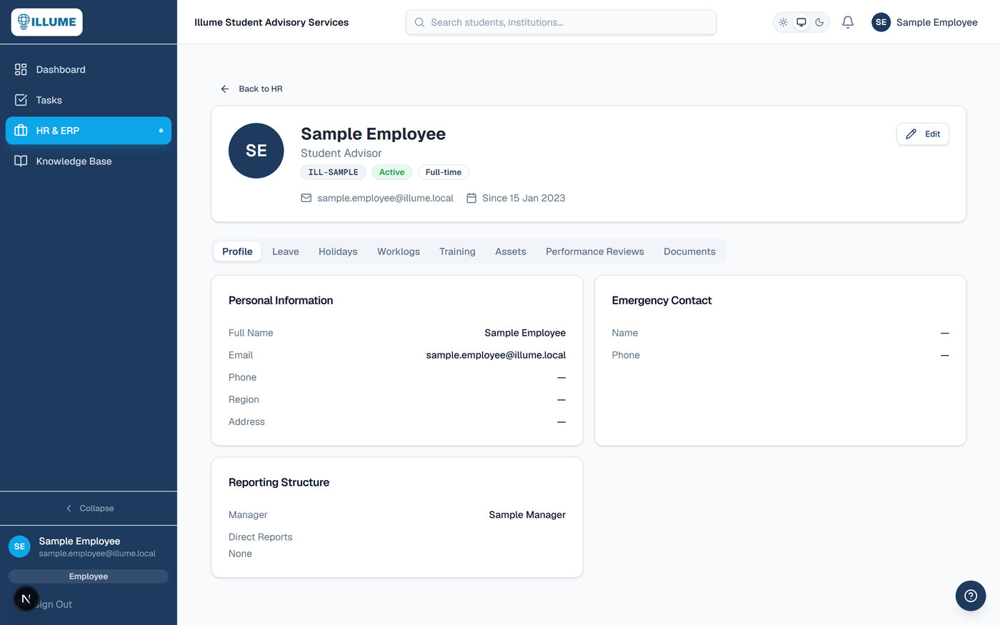 ILLUME
Illume Student Advisory Services
Search students, institutions...
SE
Sample Employee
Dashboard
Tasks
HR & ERP
Knowledge Base
Back to HR
SE
Sample Employee
Student Advisor
ILL-SAMPLE
Active
Full-time
sample.employee@illume.local
Since 15 Jan 2023
Edit
Profile
Leave
Holidays
Worklogs
Training
Assets
Performance Reviews
Documents
Personal Information
Full Name
Sample Employee
Email
sample.employee@illume.local
Phone
—
Region
—
Address
—
Emergency Contact
Name
—
Phone
—
Reporting Structure
Manager
Sample Manager
Direct Reports
None
Collapse
SE
Sample Employee
sample.employee@illume.local
Employee
N
ign Out